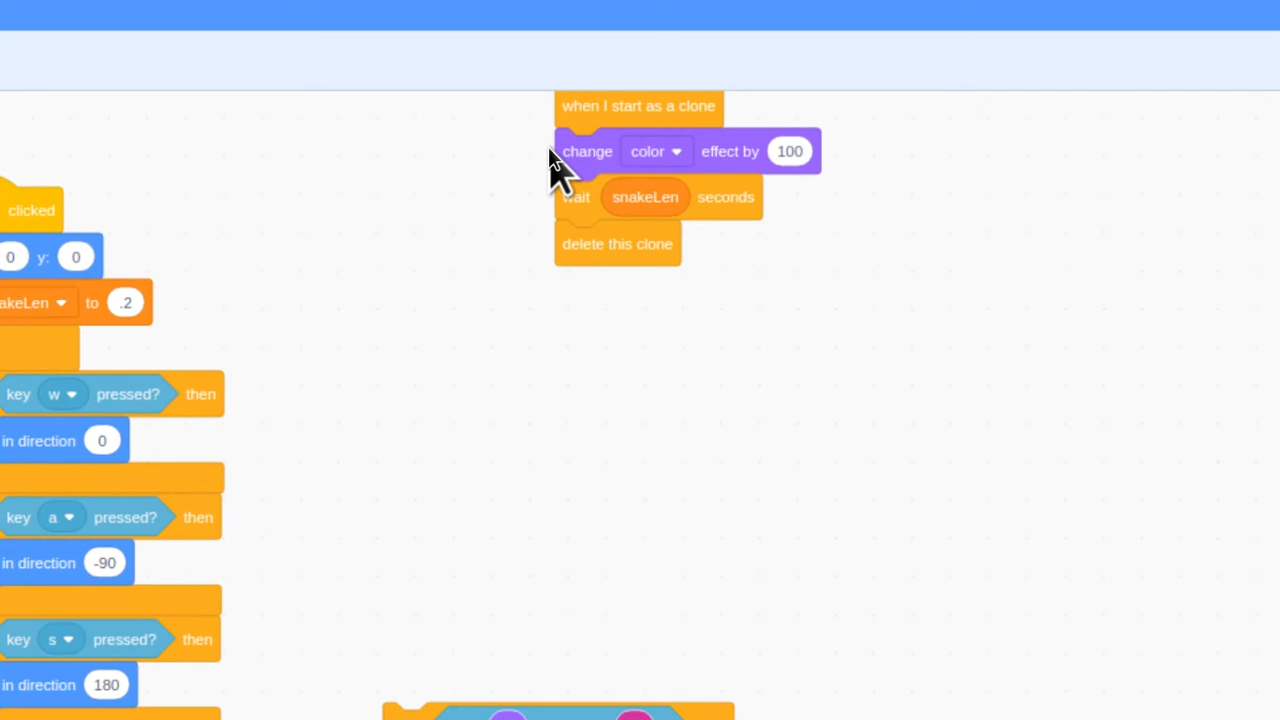 when I start as a clone
change color effect by 100
wait snakeLen seconds
delete this clone
clicked
0 y: 0
akeLen to .2
key w pressed? then
in direction 0
key a pressed? then
in direction -90
key s pressed? then
in direction 180